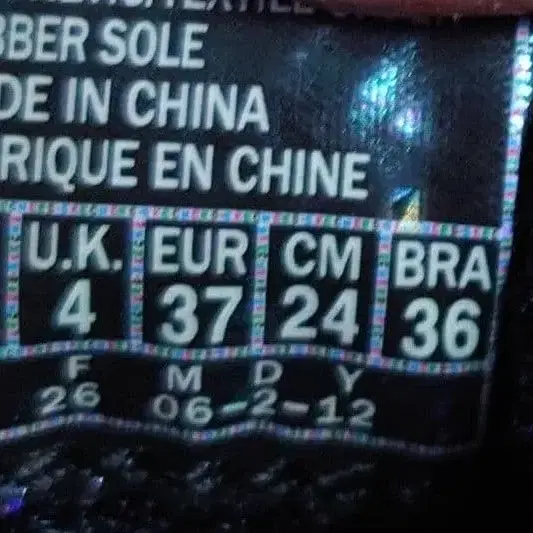 BBER SOLE
DE IN CHINA
RIQUE EN CHINE
U.K. EUR CM BRA
4 37 24 36
F M D Y
26 06-2-12